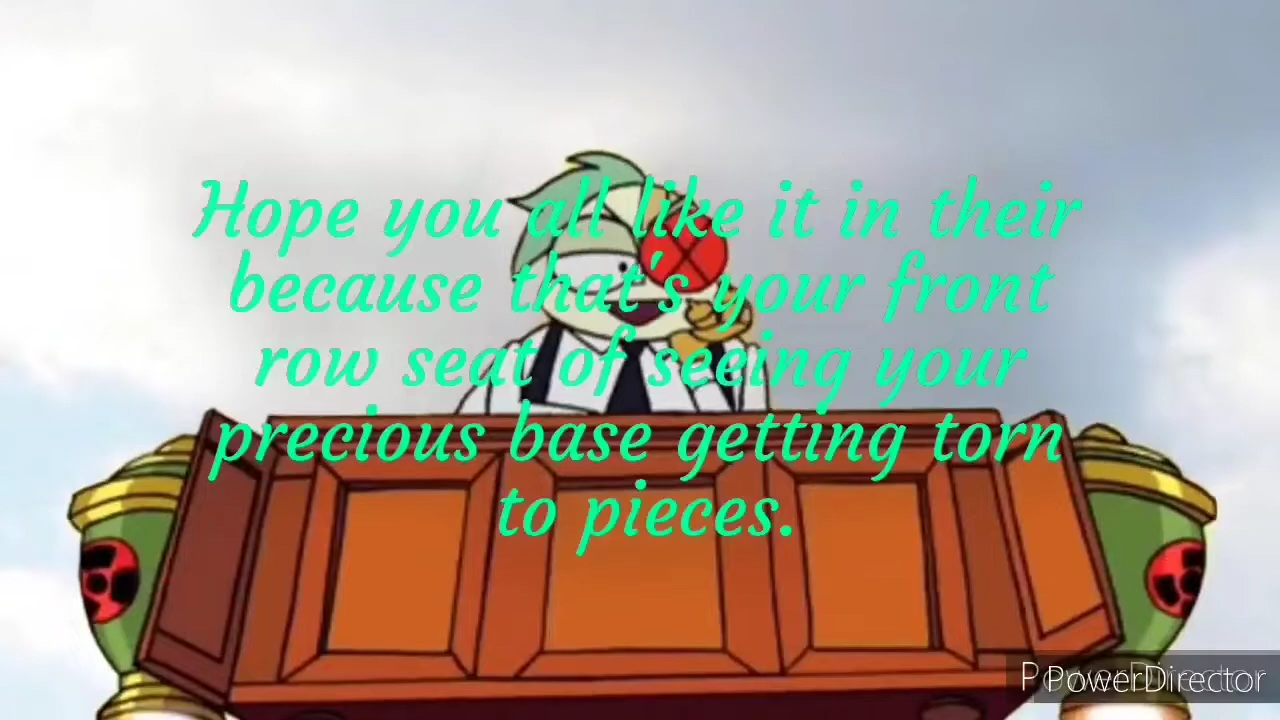 Hope you all like it in their
because that's your front
row seat of seeing your
precious base getting torn
to pieces.
PowerDirector
PowerDirector